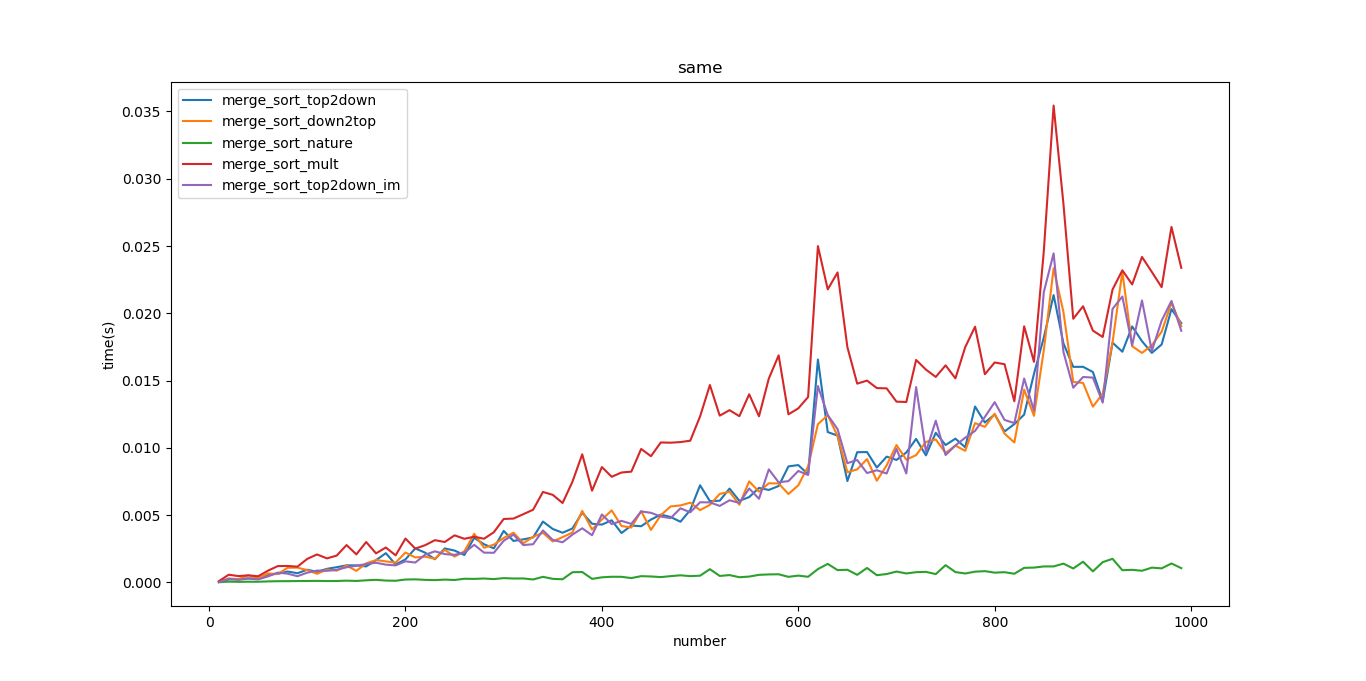 same
merge_sort_top2down
merge_sort_down2top
merge_sort_nature
merge_sort_mult
merge_sort_top2down_im
0.035
0.030
0.025
0.020
0.015
0.010
0.005
0.000
time(s)
0 200 400 600 800 1000
number